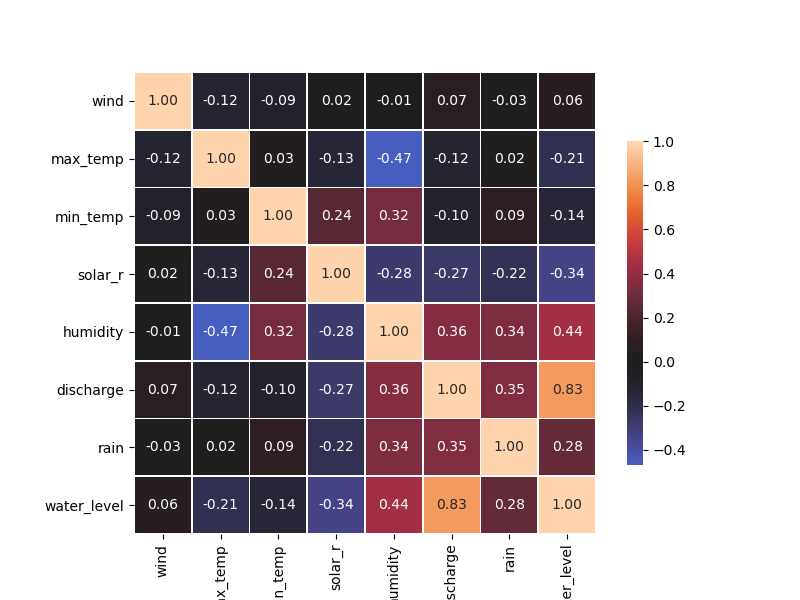 wind 1.00 -0.12 -0.09 0.02 -0.01 0.07 -0.03 0.06
max_temp -0.12 1.00 0.03 -0.13 -0.47 -0.12 0.02 -0.21
min_temp -0.09 0.03 1.00 0.24 0.32 -0.10 0.09 -0.14
solar_r 0.02 -0.13 0.24 1.00 -0.28 -0.27 -0.22 -0.34
humidity -0.01 -0.47 0.32 -0.28 1.00 0.36 0.34 0.44
discharge 0.07 -0.12 -0.10 -0.27 0.36 1.00 0.35 0.83
rain -0.03 0.02 0.09 -0.22 0.34 0.35 1.00 0.28
water_level 0.06 -0.21 -0.14 -0.34 0.44 0.83 0.28 1.00
wind
ax_temp
in_temp
solar_r
umidity
scharge
rain
er_level
1.0
0.8
0.6
0.4
0.2
0.0
−0.2
−0.4